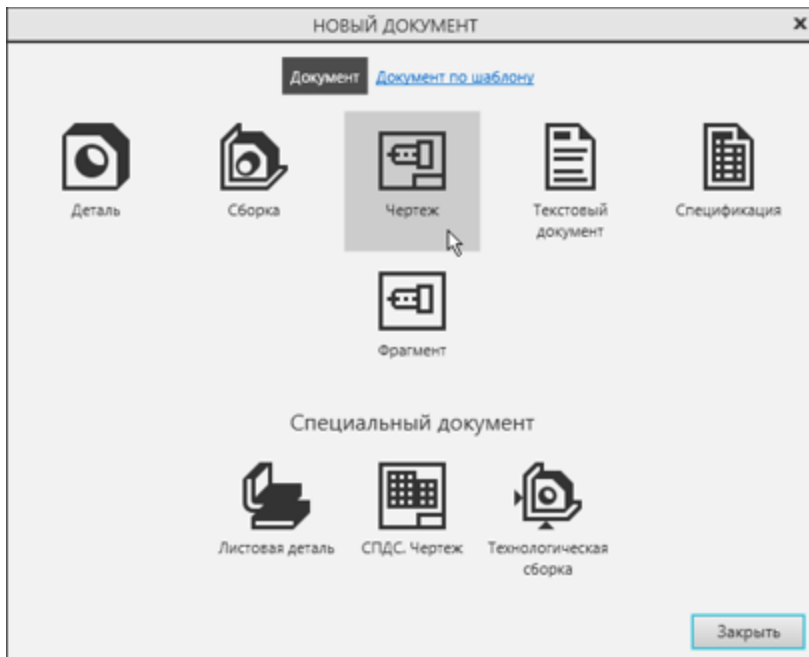 НОВЫЙ ДОКУМЕНТ
Документ Документ по шаблону
Деталь Сборка Чертеж Текстовый документ Спецификация
Фрагмент
Специальный документ
Листовая деталь СПДС. Чертеж Технологическая сборка
Закрыть